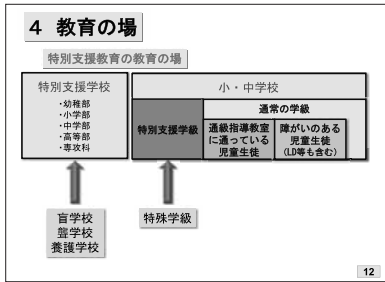 4 教育の場
特別支援教育の教育の場
特別支援学校
・幼稚部
・小学部
・中学部
・高等部
・専攻科
小・中学校
特別支援学級
通常の学級
通級指導教室
に通っている
児童生徒
障がいのある
児童生徒
(LD等も含む)
盲学校
聾学校
養護学校
特殊学級
12